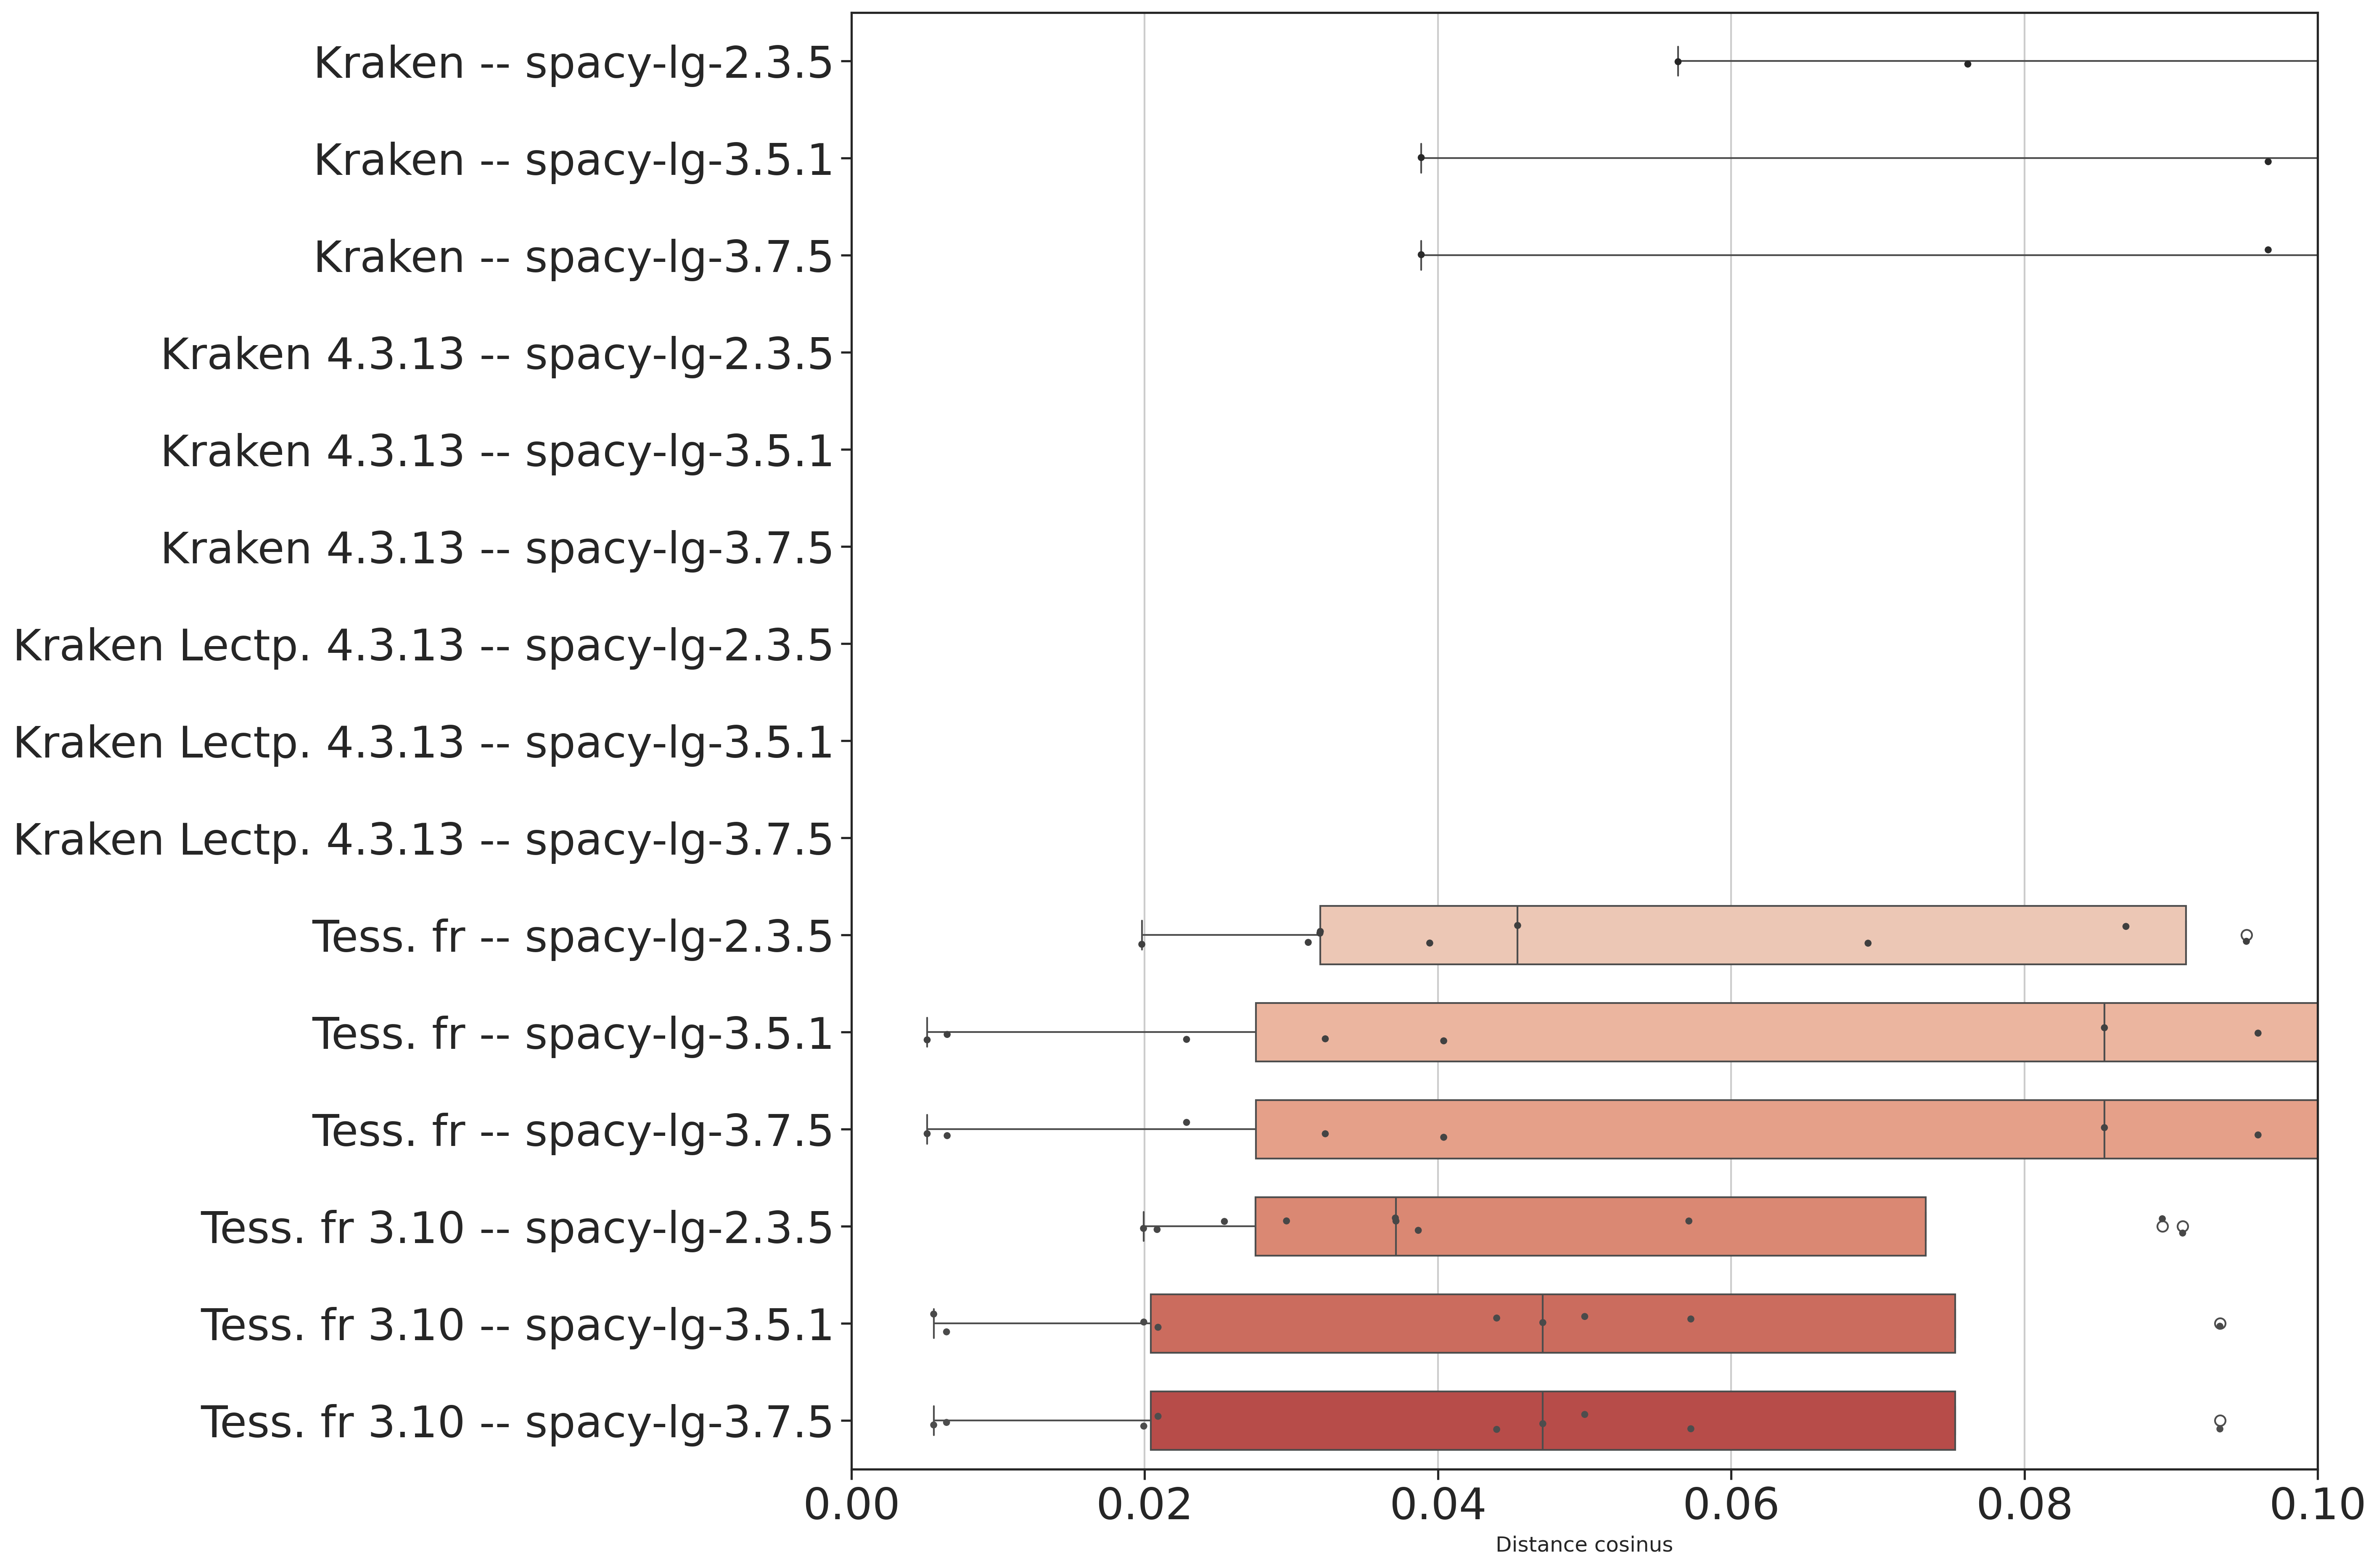 Kraken -- spacy-lg-2.3.5
Kraken -- spacy-lg-3.5.1
Kraken -- spacy-lg-3.7.5
Kraken 4.3.13 -- spacy-lg-2.3.5
Kraken 4.3.13 -- spacy-lg-3.5.1
Kraken 4.3.13 -- spacy-lg-3.7.5
Kraken Lectp. 4.3.13 -- spacy-lg-2.3.5
Kraken Lectp. 4.3.13 -- spacy-lg-3.5.1
Kraken Lectp. 4.3.13 -- spacy-lg-3.7.5
Tess. fr -- spacy-lg-2.3.5
Tess. fr -- spacy-lg-3.5.1
Tess. fr -- spacy-lg-3.7.5
Tess. fr 3.10 -- spacy-lg-2.3.5
Tess. fr 3.10 -- spacy-lg-3.5.1
Tess. fr 3.10 -- spacy-lg-3.7.5
0.00 0.02 0.04 0.06 0.08 0.10
Distance cosinus